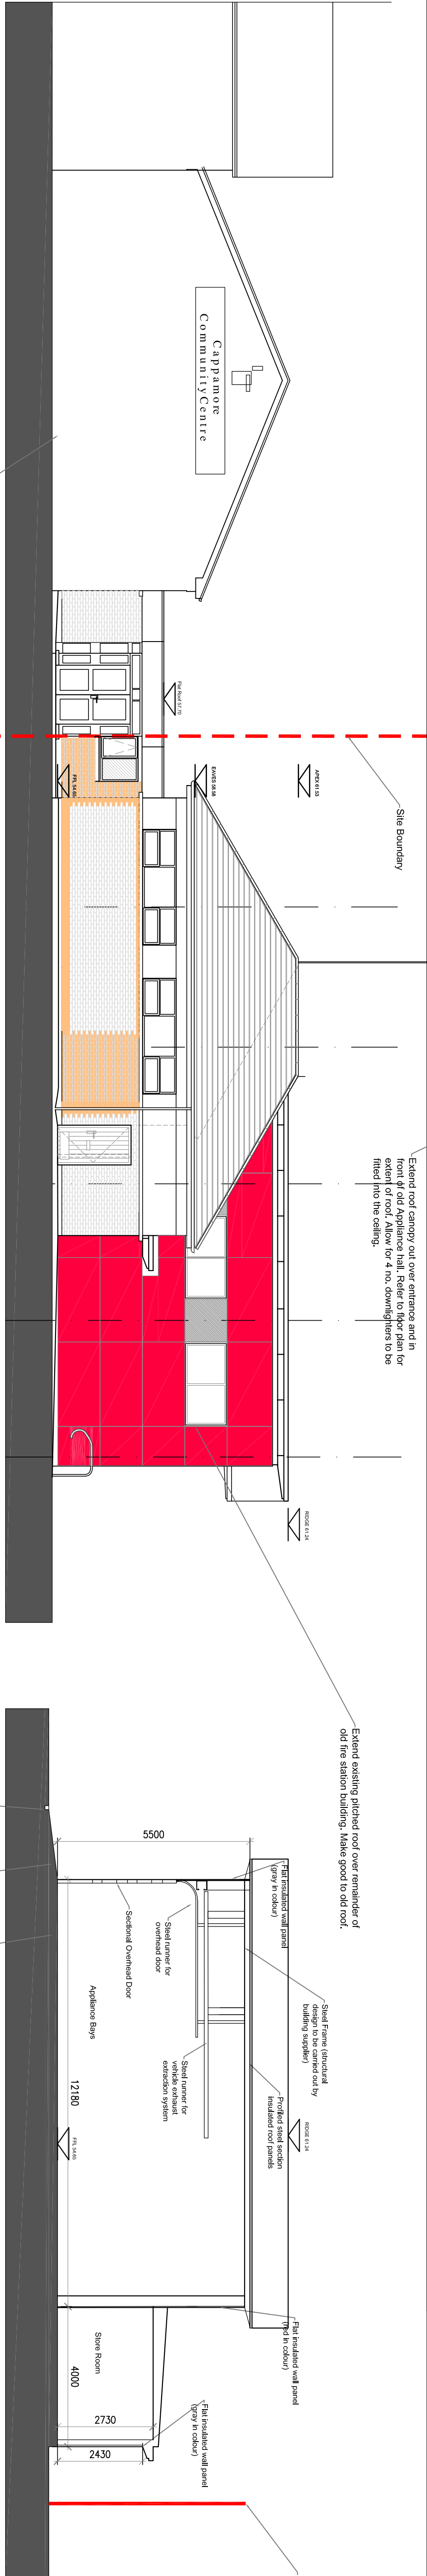 Cappamore
CommunityCentre
Flat Roof 57.70
FFL 54.65
EAVES 58.58
APEX 61.53
Site Boundary
Extend roof canopy out over entrance and in
front of old Appliance hall. Refer to floor plan for
extent of roof. Allow for 4 no. downlighters to be
fitted into the ceiling.
RIDGE 61.24
Extend existing pitched roof over remainder of
old fire station building. Make good to old roof.
5500
Flat insulated wall panel
(gray in colour)
Steel Frame (structural
design to be carried out by
building supplier)
Profiled steel section
insulated roof panels
RIDGE 61.24
Steel runner for
overhead door
Steel runner for
vehicle exhaust
extraction system
Sectional Overhead Door
Appliance Bays
12180
FFL 54.65
Flat insulated wall panel
(red in colour)
Store Room
4000
2730
2430
Flat insulated wall panel
(gray in colour)